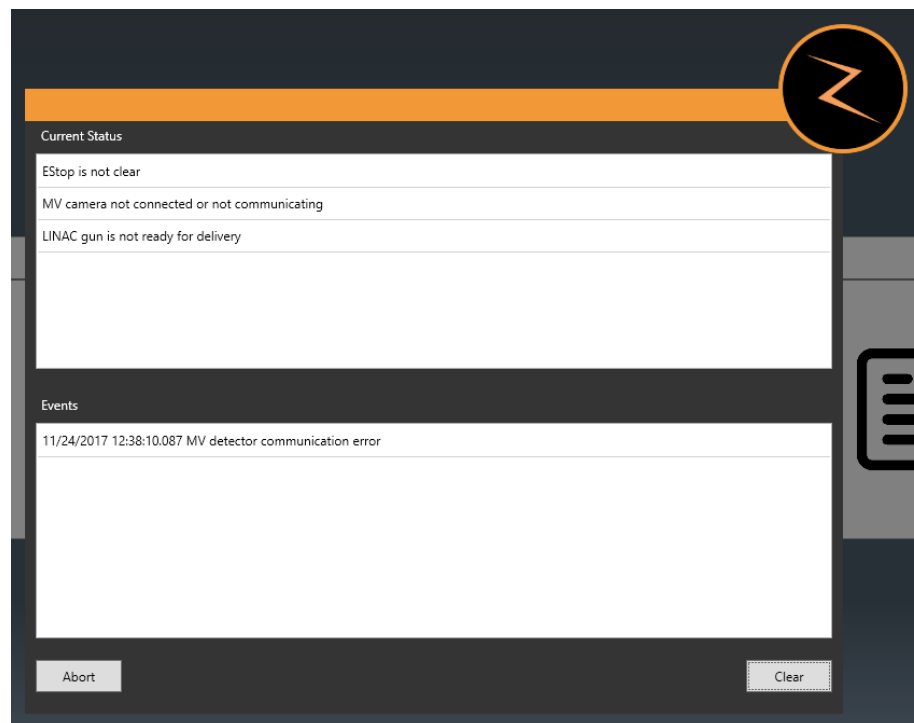 Current Status
EStop is not clear
MV camera not connected or not communicating
LINAC gun is not ready for delivery
Events
11/24/2017 12:38:10.087 MV detector communication error
Abort
Clear